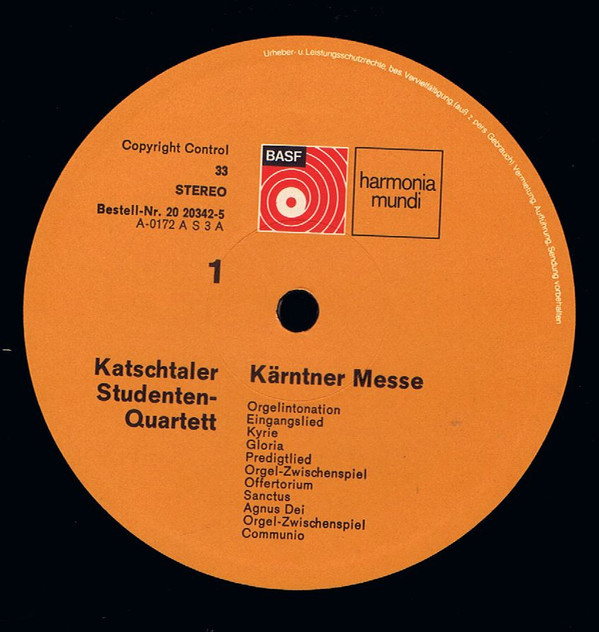 Urheber- u. Leistungsschutzrechte, bes. Vervielfältigung, (auß. z. pers. Gebrauch) Vermietung, Aufführung, Sendung vorbehalten
Copyright Control
33
STEREO
Bestell-Nr. 20 20342-5
A-0172 A S 3 A
BASF
harmonia
mundi
1
Katschtaler
Studenten-
Quartett
Kärntner Messe
Orgelintonation
Eingangslied
Kyrie
Gloria
Predigtlied
Orgel-Zwischenspiel
Offertorium
Sanctus
Agnus Dei
Orgel-Zwischenspiel
Communio